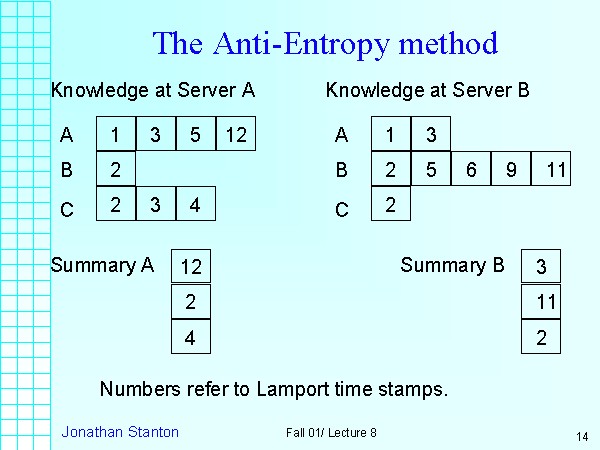 The Anti-Entropy method
Knowledge at Server A Knowledge at Server B
A 1 3 5 12 A 1 3
B 2 B 2 5 6 9 11
C 2 3 4 C 2
Summary A 12 Summary B 3
2 11
4 2
Numbers refer to Lamport time stamps.
Jonathan Stanton Fall 01/ Lecture 8 14